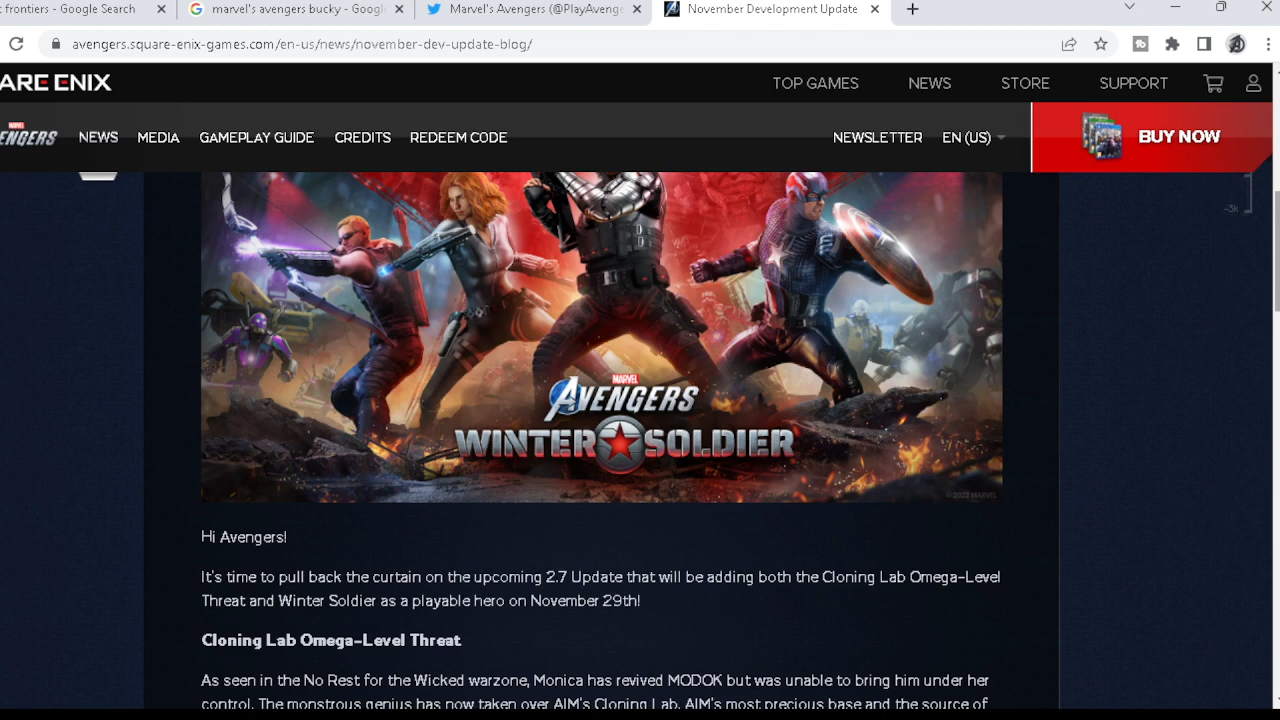 t frontiers - Google Search
marvel's avengers bucky - Googl
Marvel's Avengers (@PlayAvenge
November Development Update
avengers.square-enix-games.com/en-us/news/november-dev-update-blog/
ARE ENIX
TOP GAMES
NEWS
STORE
SUPPORT
MARVEL
ENGERS
NEWS
MEDIA
GAMEPLAY GUIDE
CREDITS
REDEEM CODE
NEWSLETTER
EN (US)
BUY NOW
-3k
MARVEL
AVENGERS
WINTER SOLDIER
© 2022 MARVEL
Hi Avengers!
It's time to pull back the curtain on the upcoming 2.7 Update that will be adding both the Cloning Lab Omega-Level
Threat and Winter Soldier as a playable hero on November 29th!
Cloning Lab Omega-Level Threat
As seen in the No Rest for the Wicked warzone, Monica has revived MODOK but was unable to bring him under her
control. The monstrous genius has now taken over AIM's Cloning Lab, AIM's most precious base and the source of